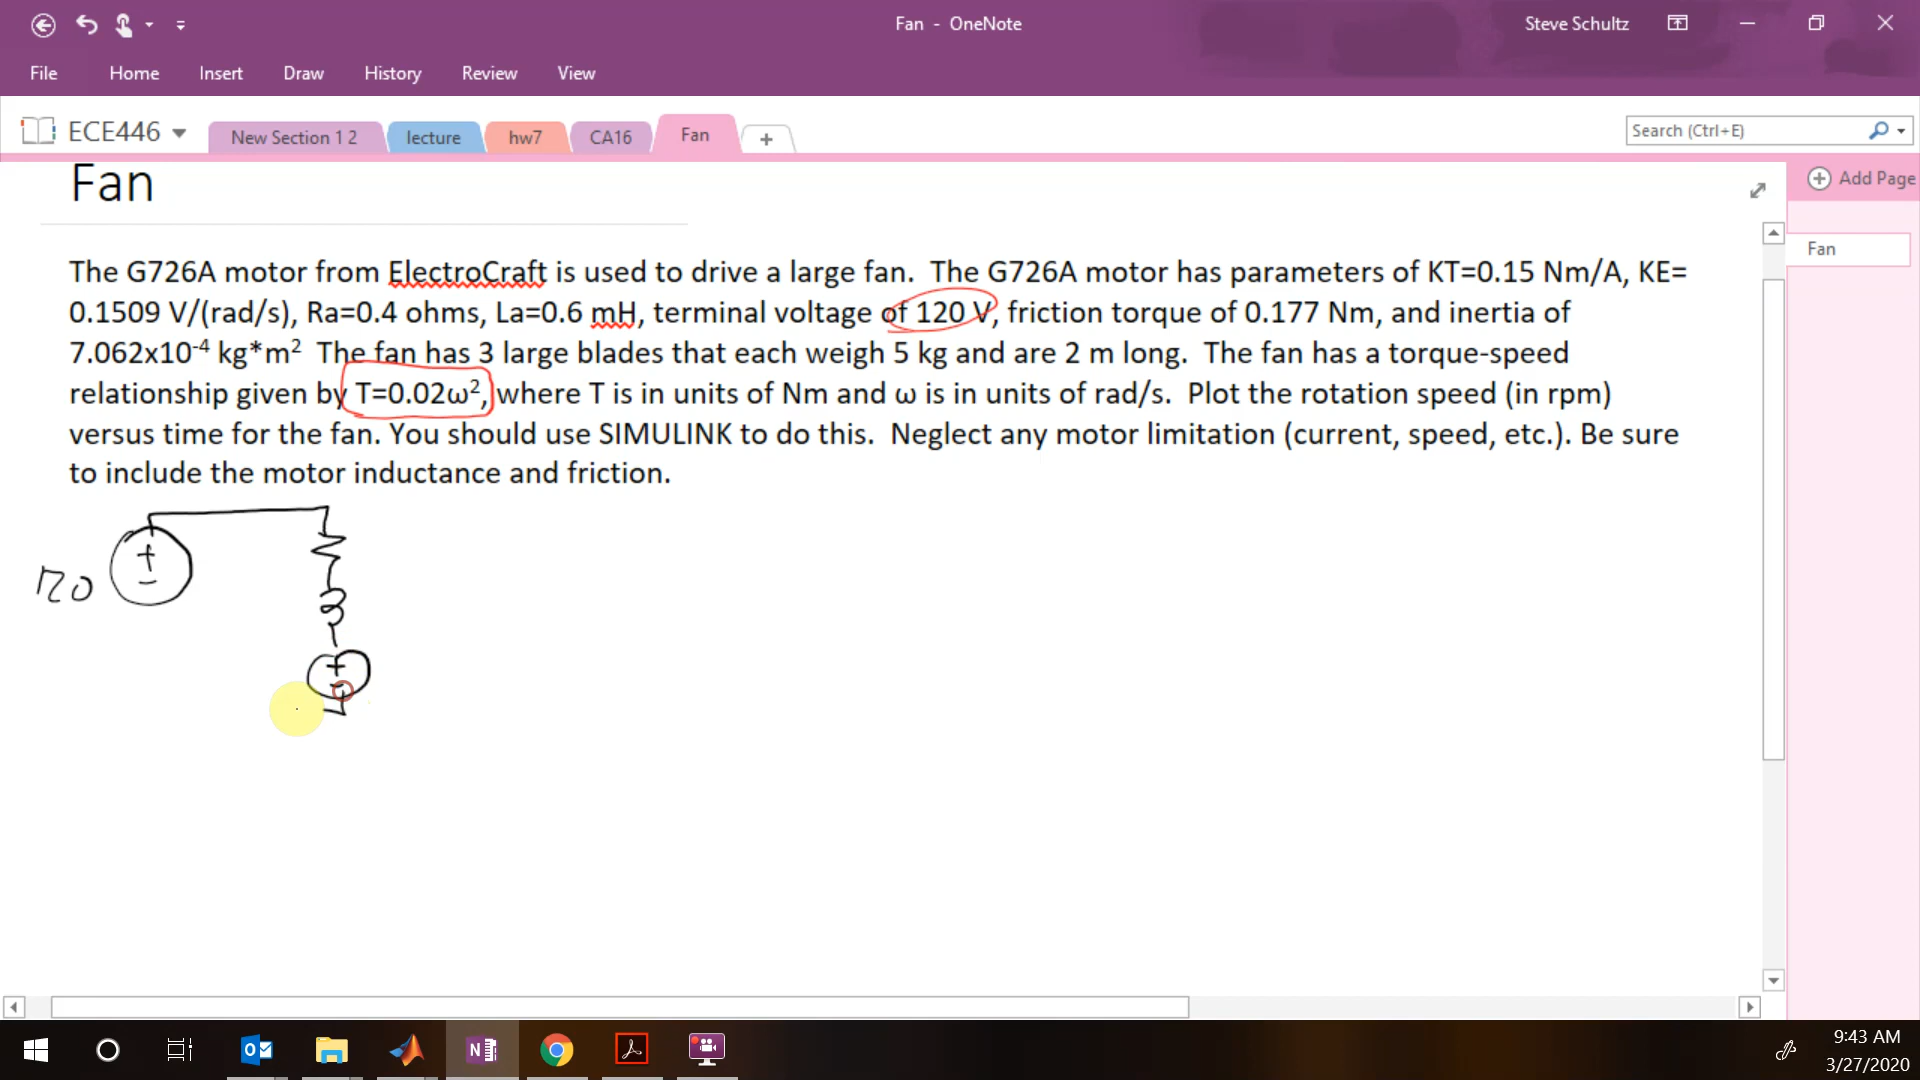 Fan - OneNote
Steve Schultz
File Home Insert Draw History Review View
ECE446
New Section 1 2 lecture hw7 CA16 Fan +
Search (Ctrl+E)
Add Page
Fan
Fan
The G726A motor from ElectroCraft is used to drive a large fan. The G726A motor has parameters of KT=0.15 Nm/A, KE=
0.1509 V/(rad/s), Ra=0.4 ohms, La=0.6 mH, terminal voltage of 120 V, friction torque of 0.177 Nm, and inertia of
7.062x10⁻⁴ kg*m² The fan has 3 large blades that each weigh 5 kg and are 2 m long. The fan has a torque-speed
relationship given by T=0.02ω², where T is in units of Nm and ω is in units of rad/s. Plot the rotation speed (in rpm)
versus time for the fan. You should use SIMULINK to do this. Neglect any motor limitation (current, speed, etc.). Be sure
to include the motor inductance and friction.
+
-
120
+
-
9:43 AM
3/27/2020